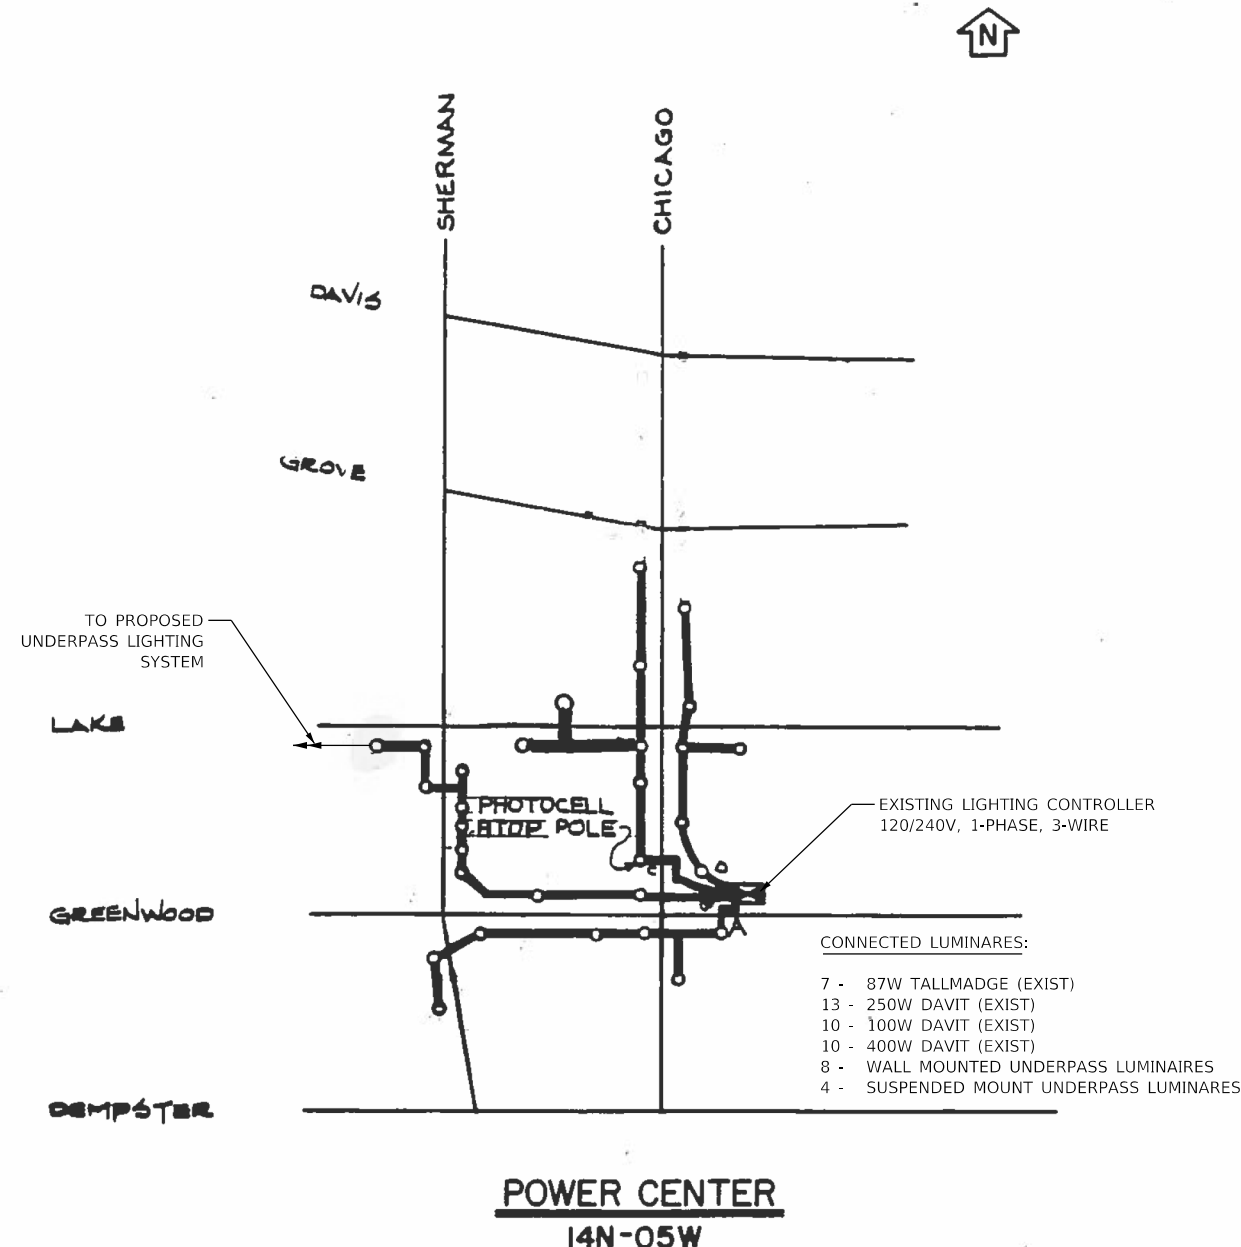 N
SHERMAN
CHICAGO
DAVIS
GROVE
TO PROPOSED
UNDERPASS LIGHTING
SYSTEM
LAKE
PHOTOCELL
ATOP POLE
EXISTING LIGHTING CONTROLLER
120/240V, 1-PHASE, 3-WIRE
GREENWOOD
A
CONNECTED LUMINARES:
7 - 87W TALLMADGE (EXIST)
13 - 250W DAVIT (EXIST)
10 - 100W DAVIT (EXIST)
10 - 400W DAVIT (EXIST)
8 - WALL MOUNTED UNDERPASS LUMINAIRES
4 - SUSPENDED MOUNT UNDERPASS LUMINARES
DEMPSTER
POWER CENTER
14N-05W